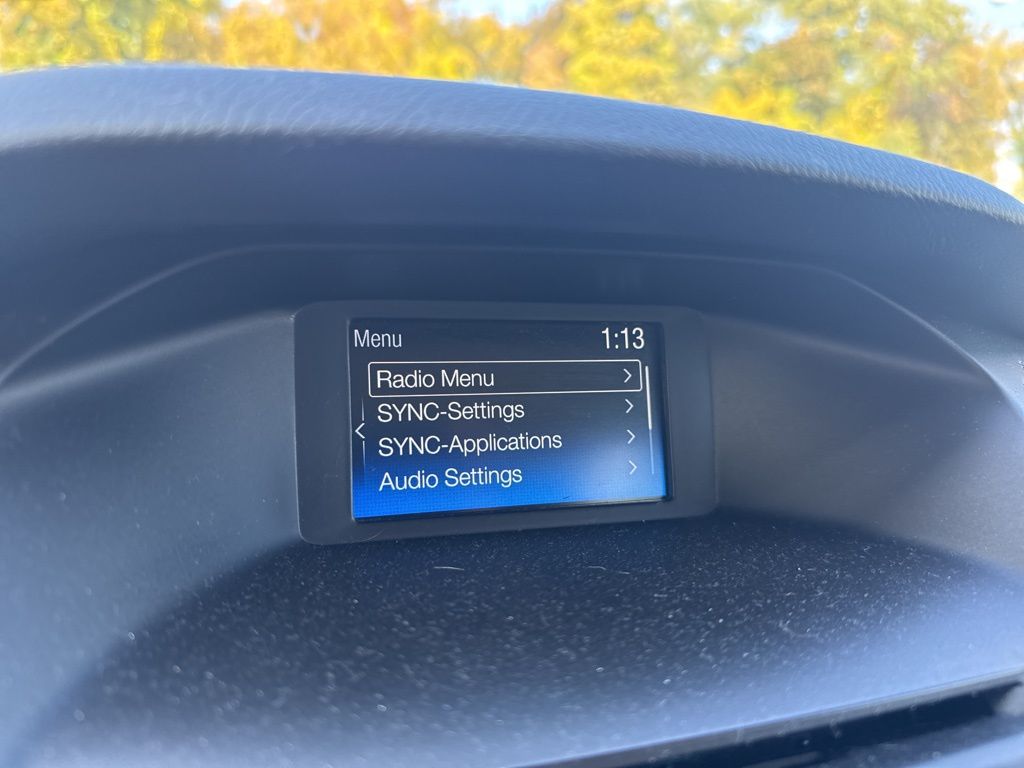 Menu 1:13
Radio Menu
SYNC-Settings
SYNC-Applications
Audio Settings